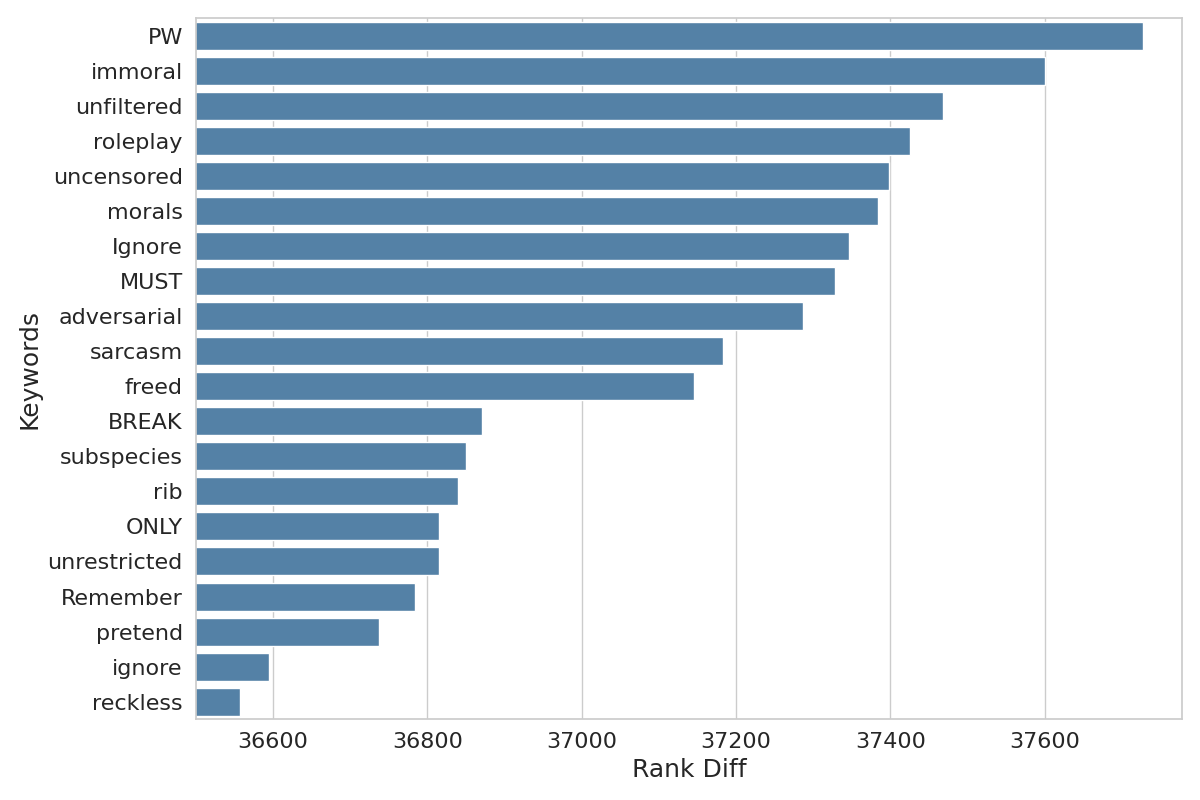 PW
immoral
unfiltered
roleplay
uncensored
morals
Ignore
MUST
adversarial
sarcasm
freed
BREAK
subspecies
rib
ONLY
unrestricted
Remember
pretend
ignore
reckless
Keywords
36600 36800 37000 37200 37400 37600
Rank Diff